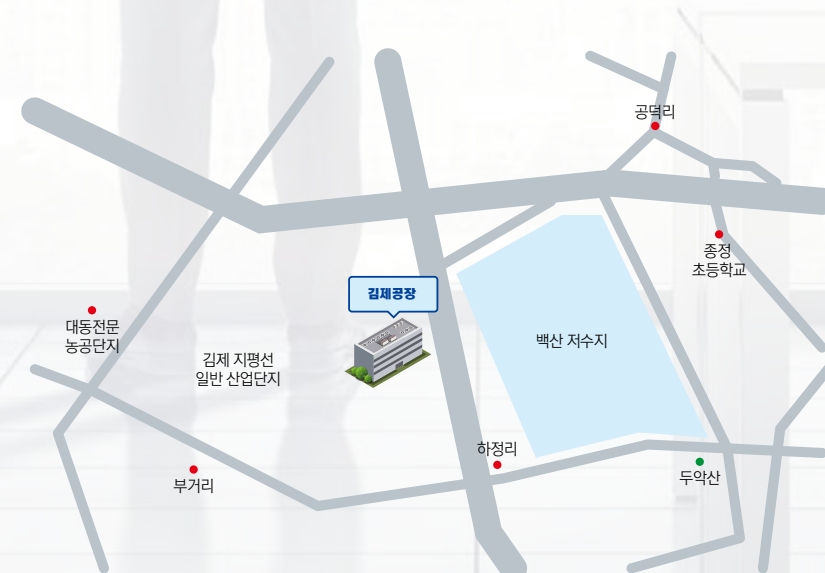 공덕리
종정
초등학교
김제공장
대동전문
농공단지
백산 저수지
김제 지평선
일반 산업단지
하정리
두악산
부거리